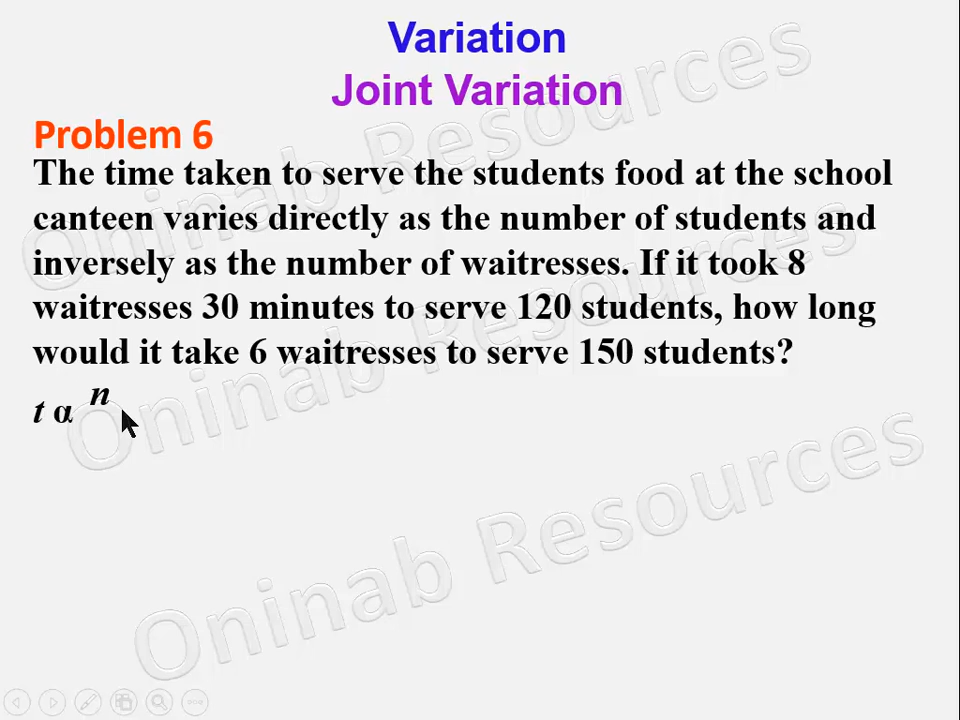 Variation
Joint Variation
Problem 6
The time taken to serve the students food at the school
canteen varies directly as the number of students and
inversely as the number of waitresses. If it took 8
waitresses 30 minutes to serve 120 students, how long
would it take 6 waitresses to serve 150 students?
t α n
Oninab Resources
Oninab Resources
Oninab Resources